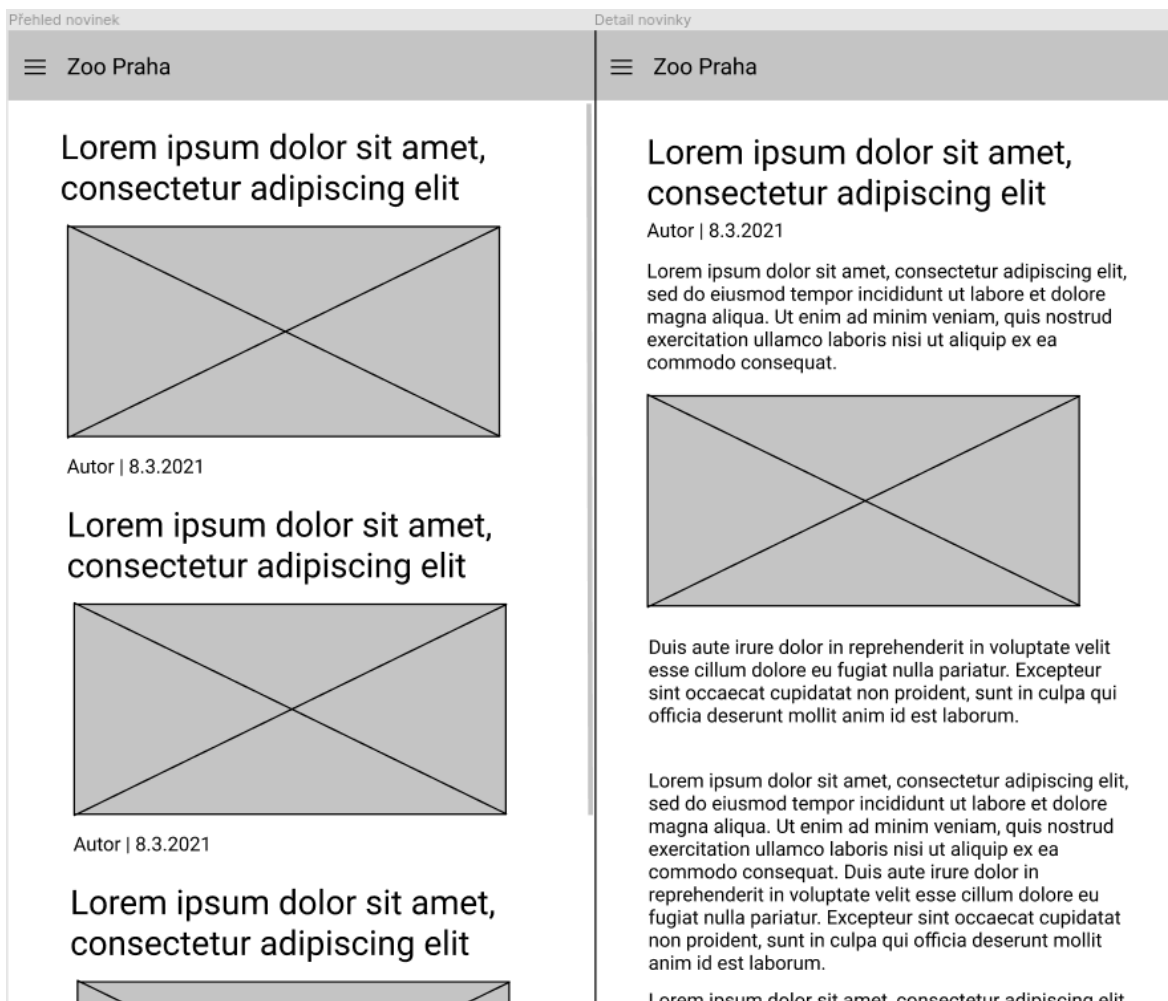 Přehled novinek
Zoo Praha
Lorem ipsum dolor sit amet,
consectetur adipiscing elit
Autor | 8.3.2021
Lorem ipsum dolor sit amet,
consectetur adipiscing elit
Autor | 8.3.2021
Lorem ipsum dolor sit amet,
consectetur adipiscing elit
Detail novinky
Zoo Praha
Lorem ipsum dolor sit amet,
consectetur adipiscing elit
Autor | 8.3.2021
Lorem ipsum dolor sit amet, consectetur adipiscing elit,
sed do eiusmod tempor incididunt ut labore et dolore
magna aliqua. Ut enim ad minim veniam, quis nostrud
exercitation ullamco laboris nisi ut aliquip ex ea
commodo consequat.
Duis aute irure dolor in reprehenderit in voluptate velit
esse cillum dolore eu fugiat nulla pariatur. Excepteur
sint occaecat cupidatat non proident, sunt in culpa qui
officia deserunt mollit anim id est laborum.
Lorem ipsum dolor sit amet, consectetur adipiscing elit,
sed do eiusmod tempor incididunt ut labore et dolore
magna aliqua. Ut enim ad minim veniam, quis nostrud
exercitation ullamco laboris nisi ut aliquip ex ea
commodo consequat. Duis aute irure dolor in
reprehenderit in voluptate velit esse cillum dolore eu
fugiat nulla pariatur. Excepteur sint occaecat cupidatat
non proident, sunt in culpa qui officia deserunt mollit
anim id est laborum.
Lorem ipsum dolor sit amet, consectetur adipiscing elit